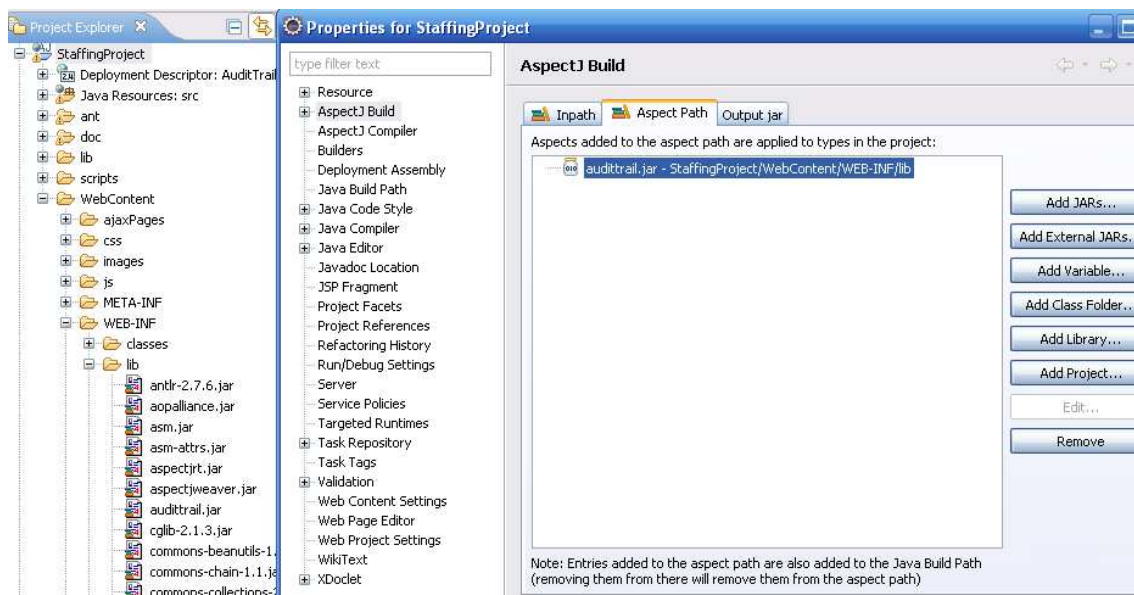 Project Explorer
StaffingProject
Deployment Descriptor: AuditTrail
Java Resources: src
ant
doc
lib
scripts
WebContent
ajaxPages
css
images
js
META-INF
WEB-INF
classes
lib
antlr-2.7.6.jar
aopalliance.jar
asm.jar
asm-attrs.jar
aspectjrt.jar
aspectjweaver.jar
audittrail.jar
cglib-2.1.3.jar
commons-beanutils-1.
commons-chain-1.1.ja
commons-collections-
Properties for StaffingProject
type filter text
Resource
AspectJ Build
AspectJ Compiler
Builders
Deployment Assembly
Java Build Path
Java Code Style
Java Compiler
Java Editor
Javadoc Location
JSP Fragment
Project Facets
Project References
Refactoring History
Run/Debug Settings
Server
Service Policies
Targeted Runtimes
Task Repository
Task Tags
Validation
Web Content Settings
Web Page Editor
Web Project Settings
WikiText
XDoclet
AspectJ Build
Inpath Aspect Path Output jar
Aspects added to the aspect path are applied to types in the project:
audittrail.jar - StaffingProject/WebContent/WEB-INF/lib
Add JARs...
Add External JARs.
Add Variable...
Add Class Folder..
Add Library...
Add Project...
Edit...
Remove
Note: Entries added to the aspect path are also added to the Java Build Path
(removing them from there will remove them from the aspect path)